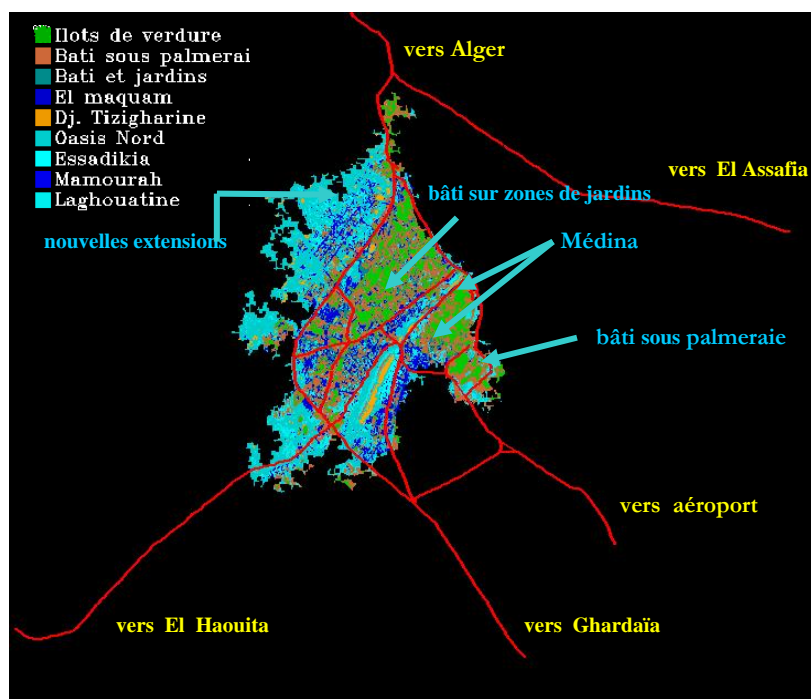 Ilots de verdure
Bati sous palmerai
Bati et jardins
El maquam
Dj. Tizigharine
Oasis Nord
Essadikia
Mamourah
Laghouatine
vers Alger
vers El Assafia
bâti sur zones de jardins
nouvelles extensions
Médina
bâti sous palmeraie
vers aéroport
vers El Haouita
vers Ghardaïa